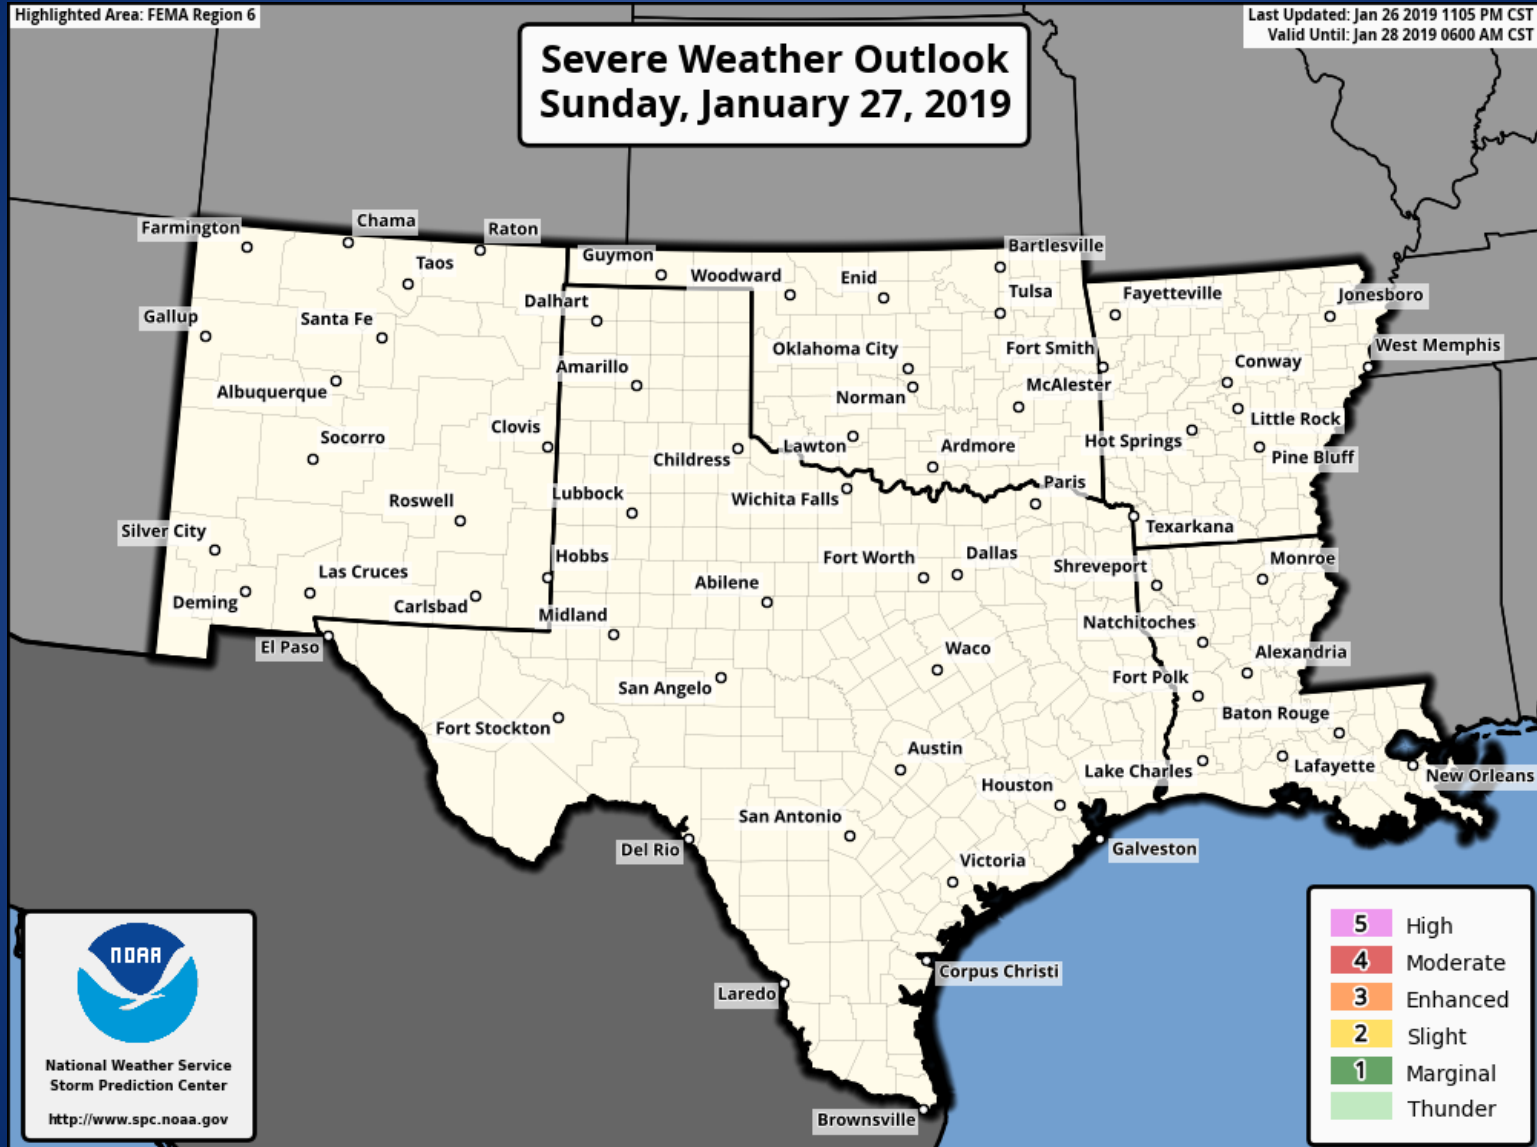 Highlighted Area: FEMA Region 6
Last Updated: Jan 26 2019 1105 PM CST
Valid Until: Jan 28 2019 0600 AM CST
Severe Weather Outlook
Sunday, January 27, 2019
Farmington
Chama
Raton
Taos
Guymon
Woodward
Enid
Bartlesville
Tulsa
Fayetteville
Jonesboro
Gallup
Santa Fe
Dalhart
Oklahoma City
Fort Smith
West Memphis
Conway
Albuquerque
Amarillo
Norman
McAlester
Little Rock
Socorro
Clovis
Childress
Lawton
Ardmore
Hot Springs
Pine Bluff
Roswell
Lubbock
Wichita Falls
Paris
Texarkana
Silver City
Las Cruces
Hobbs
Abilene
Fort Worth
Dallas
Shreveport
Monroe
Deming
Carlsbad
Midland
Natchitoches
El Paso
San Angelo
Waco
Fort Polk
Alexandria
Fort Stockton
Austin
Baton Rouge
Houston
Lake Charles
Lafayette
New Orleans
San Antonio
Del Rio
Victoria
Galveston
Corpus Christi
Laredo
Brownsville
NOAA
National Weather Service
Storm Prediction Center
http://www.spc.noaa.gov
5 High
4 Moderate
3 Enhanced
2 Slight
1 Marginal
Thunder